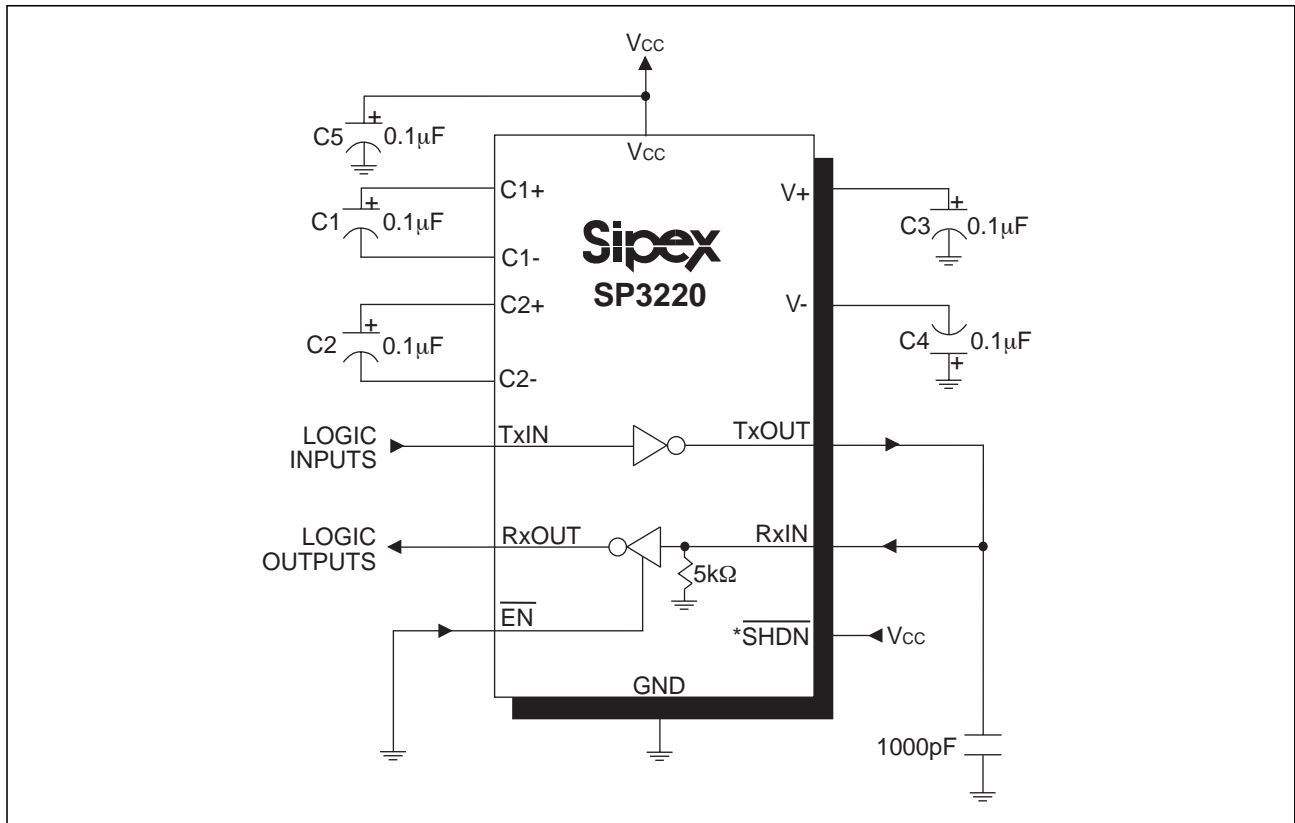 VCC
C5
+
0.1μF
VCC
C1+
V+
C1
+
0.1μF
C3
+
0.1μF
C1-
Sipex
SP3220
C2+
V-
C2
+
0.1μF
C4
0.1μF
+
C2-
LOGIC
INPUTS
TxIN
TxOUT
LOGIC
OUTPUTS
RxOUT
RxIN
5kΩ
EN
*SHDN
VCC
GND
1000pF